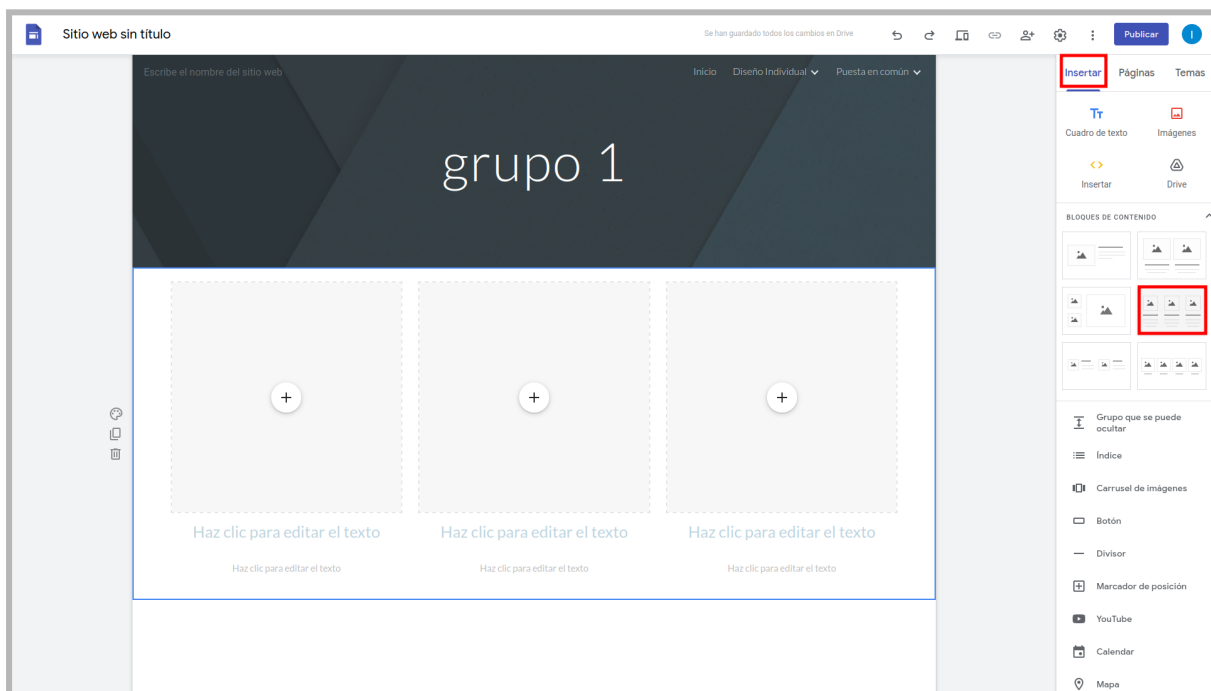 Sitio web sin título
Se han guardado todos los cambios en Drive
Publicar
I
Escribe el nombre del sitio web
Inicio
Diseño Individual
Puesta en común
grupo 1
Haz clic para editar el texto
Haz clic para editar el texto
Haz clic para editar el texto
Haz clic para editar el texto
Haz clic para editar el texto
Haz clic para editar el texto
Insertar
Páginas
Temas
Tт
Cuadro de texto
Imágenes
Insertar
Drive
BLOQUES DE CONTENIDO
Grupo que se puede
ocultar
Índice
Carrusel de imágenes
Botón
Divisor
Marcador de posición
YouTube
Calendar
Mapa